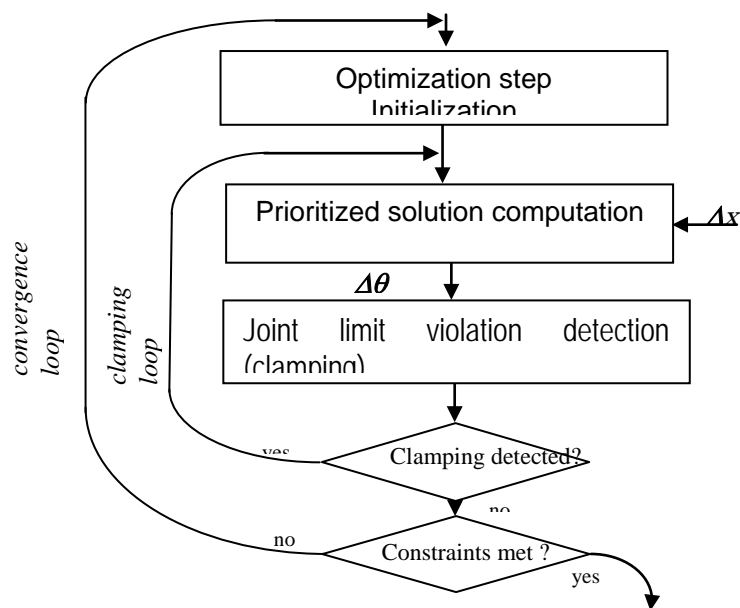 Optimization step
Initialization
Prioritized solution computation
Δx
Δθ
Joint limit violation detection
(clamping)
convergence
loop
clamping
loop
yes
Clamping detected?
no
no
Constraints met ?
yes